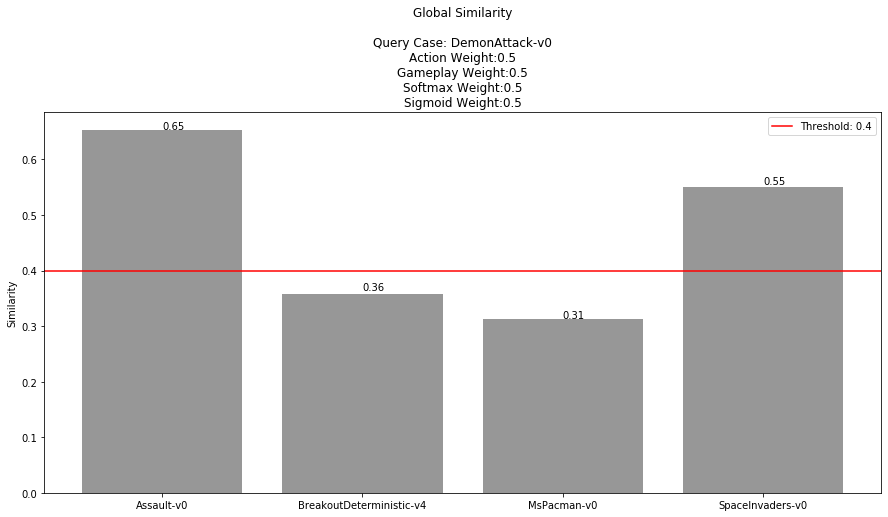 Global Similarity
Query Case: DemonAttack-v0
Action Weight:0.5
Gameplay Weight:0.5
Softmax Weight:0.5
Sigmoid Weight:0.5
Threshold: 0.4
0.65
0.36
0.31
0.55
Similarity
0.6
0.5
0.4
0.3
0.2
0.1
0.0
Assault-v0
BreakoutDeterministic-v4
MsPacman-v0
SpaceInvaders-v0